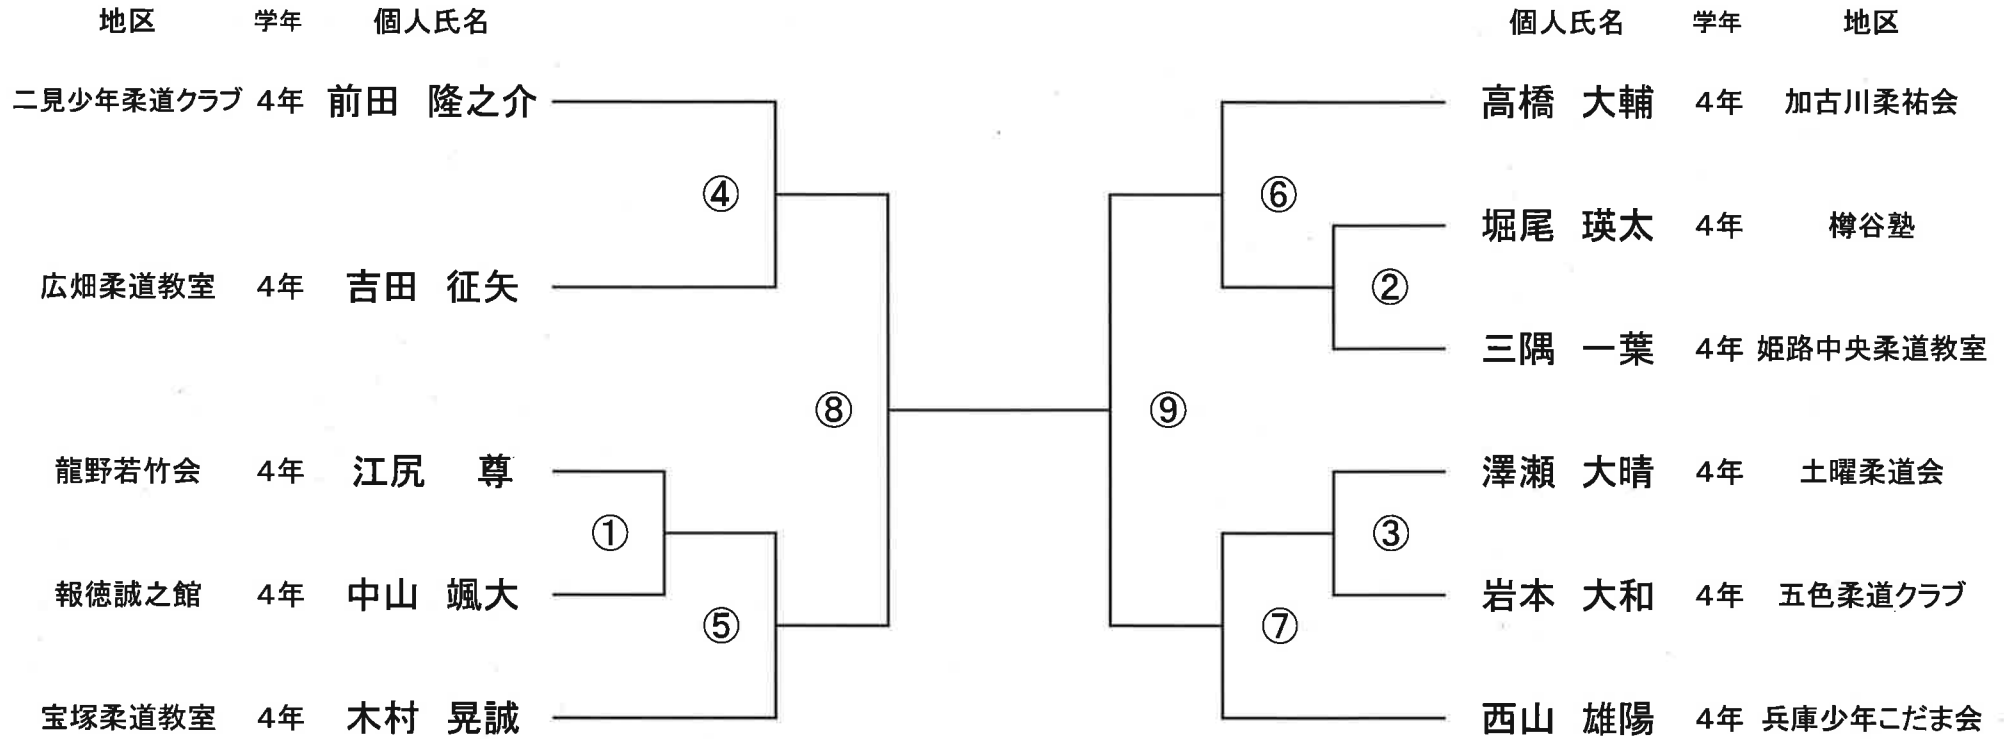 地区 学年 個人氏名 個人氏名 学年 地区
二見少年柔道クラブ 4年 前田 隆之介 高橋 大輔 4年 加古川柔祐会
④ ⑥
堀尾 瑛太 4年 樽谷塾
広畑柔道教室 4年 吉田 征矢 ②
三隅 一葉 4年 姫路中央柔道教室
⑧ ⑨
龍野若竹会 4年 江尻 尊 澤瀬 大晴 4年 土曜柔道会
① ③
報徳誠之館 4年 中山 颯大 岩本 大和 4年 五色柔道クラブ
⑤ ⑦
宝塚柔道教室 4年 木村 晃誠 西山 雄陽 4年 兵庫少年こだま会